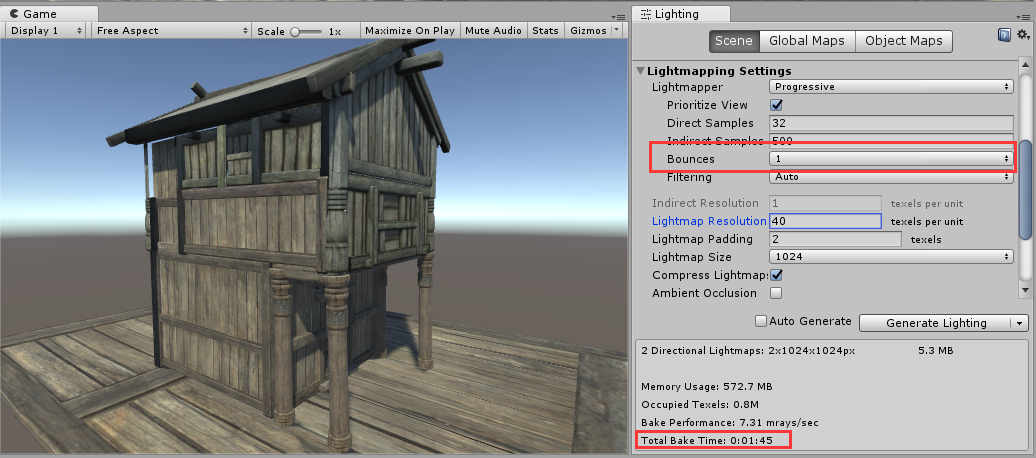 Game
Display 1
Free Aspect
Scale
1x
Maximize On Play
Mute Audio
Stats
Gizmos
Lighting
Scene
Global Maps
Object Maps
Lightmapping Settings
Lightmapper Progressive
Prioritize View
Direct Samples 32
Indirect Samples 500
Bounces 1
Filtering Auto
Indirect Resolution 1 texels per unit
Lightmap Resolution 40 texels per unit
Lightmap Padding 2 texels
Lightmap Size 1024
Compress Lightmaps
Ambient Occlusion
Auto Generate
Generate Lighting
2 Directional Lightmaps: 2x1024x1024px 5.3 MB
Memory Usage: 572.7 MB
Occupied Texels: 0.8M
Bake Performance: 7.31 mrays/sec
Total Bake Time: 0:01:45